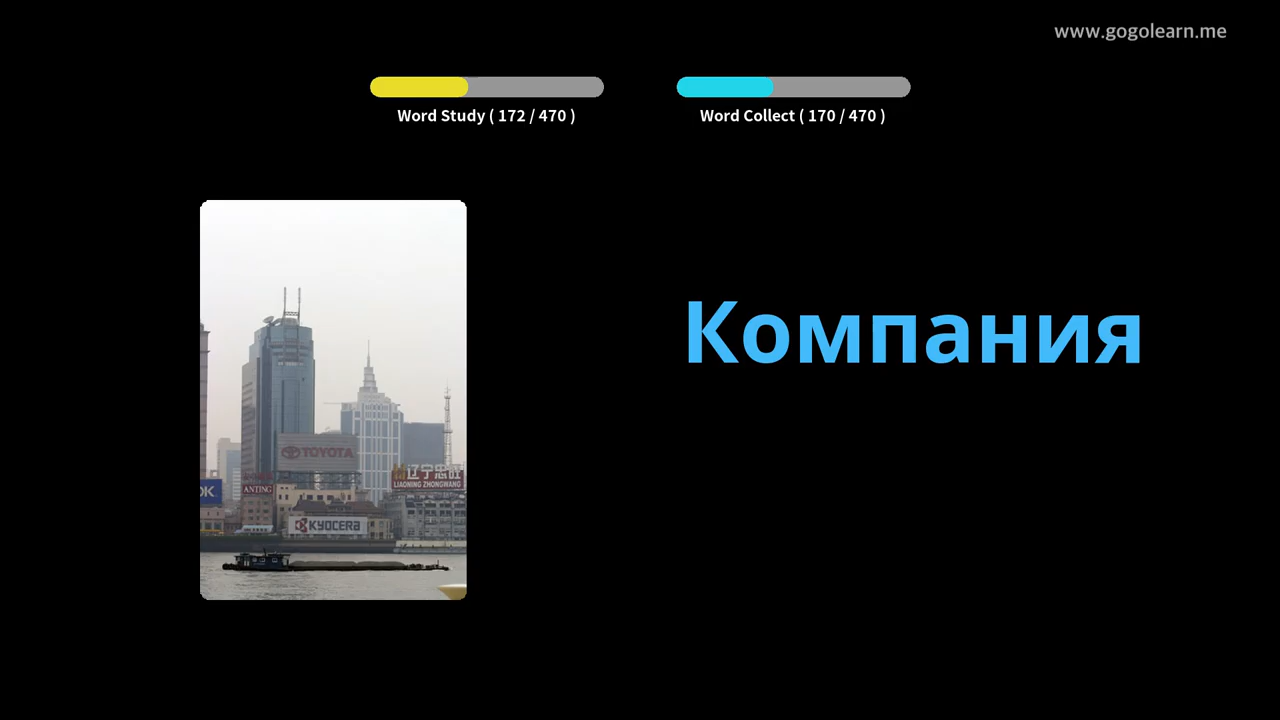 www.gogolearn.me
Word Study ( 172 / 470 )
Word Collect ( 170 / 470 )
Компания
TOYOTA
辽宁忠旺
LIAONING ZHONGWANG
ANTING
KYOCERA